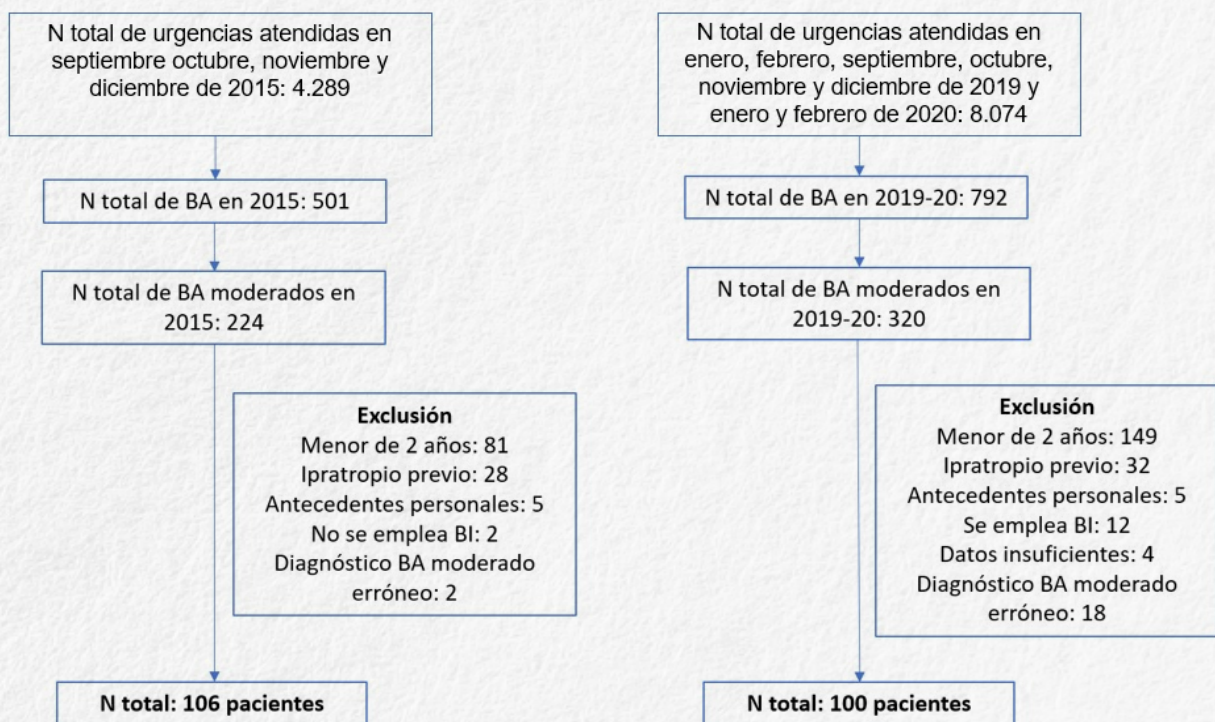 N total de urgencias atendidas en
septiembre octubre, noviembre y
diciembre de 2015: 4.289
N total de BA en 2015: 501
N total de BA moderados en
2015: 224
Exclusión
Menor de 2 años: 81
Ipratropio previo: 28
Antecedentes personales: 5
No se emplea BI: 2
Diagnóstico BA moderado
erróneo: 2
N total: 106 pacientes
N total de urgencias atendidas en
enero, febrero, septiembre, octubre,
noviembre y diciembre de 2019 y
enero y febrero de 2020: 8.074
N total de BA en 2019-20: 792
N total de BA moderados en
2019-20: 320
Exclusión
Menor de 2 años: 149
Ipratropio previo: 32
Antecedentes personales: 5
Se emplea BI: 12
Datos insuficientes: 4
Diagnóstico BA moderado
erróneo: 18
N total: 100 pacientes